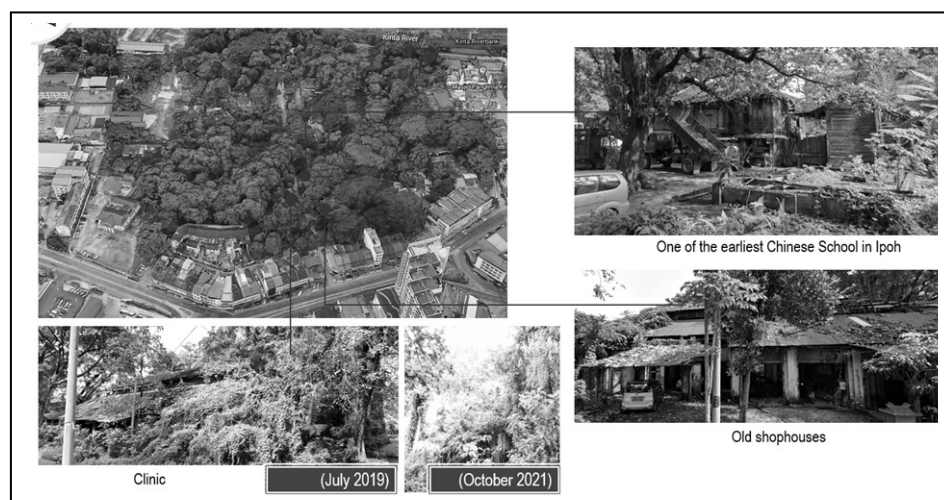 Kinta River
Kinta Riverbank
One of the earliest Chinese School in Ipoh
Old shophouses
Clinic
(July 2019)
(October 2021)